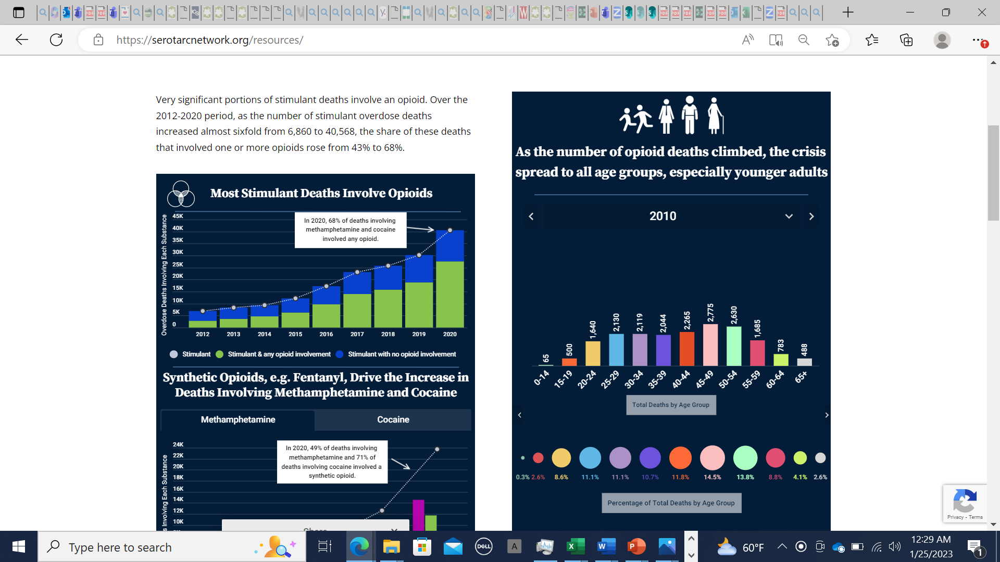 https://serotarcnetwork.org/resources/
Very significant portions of stimulant deaths involve an opioid. Over the
2012-2020 period, as the number of stimulant overdose deaths
increased almost sixfold from 6,860 to 40,568, the share of these deaths
that involved one or more opioids rose from 43% to 68%.
Most Stimulant Deaths Involve Opioids
Overdose Deaths Involving Each Substance
45K
40K
35K
30K
25K
20K
15K
10K
5K
0
In 2020, 68% of deaths involving
methamphetamine and cocaine
involved any opioid.
2012 2013 2014 2015 2016 2017 2018 2019 2020
Stimulant Stimulant & any opioid involvement Stimulant with no opioid involvement
Synthetic Opioids, e.g. Fentanyl, Drive the Increase in
Deaths Involving Methamphetamine and Cocaine
Methamphetamine Cocaine
s Involving Each Substance
24K
22K
20K
18K
16K
14K
12K
10K
In 2020, 49% of deaths involving
methamphetamine and 71% of
deaths involving cocaine involved a
synthetic opioid.
Share
As the number of opioid deaths climbed, the crisis
spread to all age groups, especially younger adults
2010
65 500 1,640 2,130 2,119 2,044 2,265 2,775 2,630 1,685 783 488
0-14 15-19 20-24 25-29 30-34 35-39 40-44 45-49 50-54 55-59 60-64 65+
Total Deaths by Age Group
0.3% 2.6% 8.6% 11.1% 11.1% 10.7% 11.8% 14.5% 13.8% 8.8% 4.1% 2.6%
Percentage of Total Deaths by Age Group
Privacy - Terms
Type here to search
DELL
A
60°F
12:29 AM
1/25/2023
1